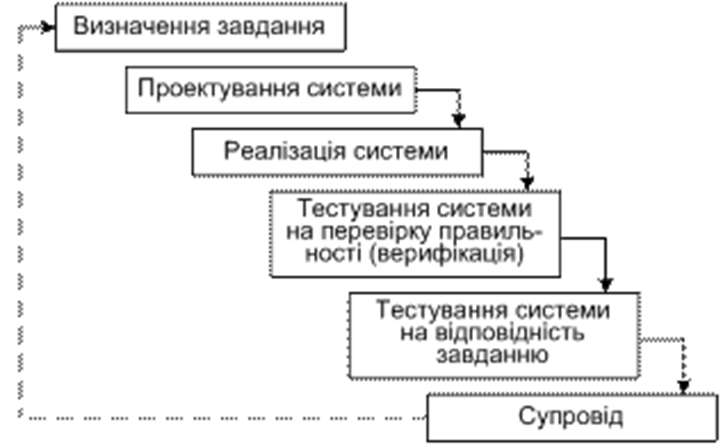 Визначення завдання
Проектування системи
Реалізація системи
Тестування системи
на перевірку правиль-
ності (верифікація)
Тестування системи
на відповідність
завданню
Супровід